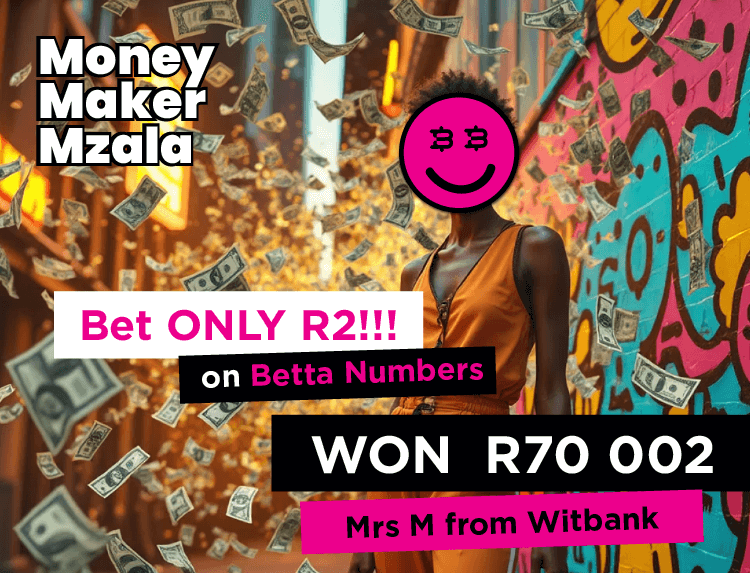 Money
Maker
Mzala
Bet ONLY R2!!!
on Betta Numbers
WON R70 002
Mrs M from Witbank